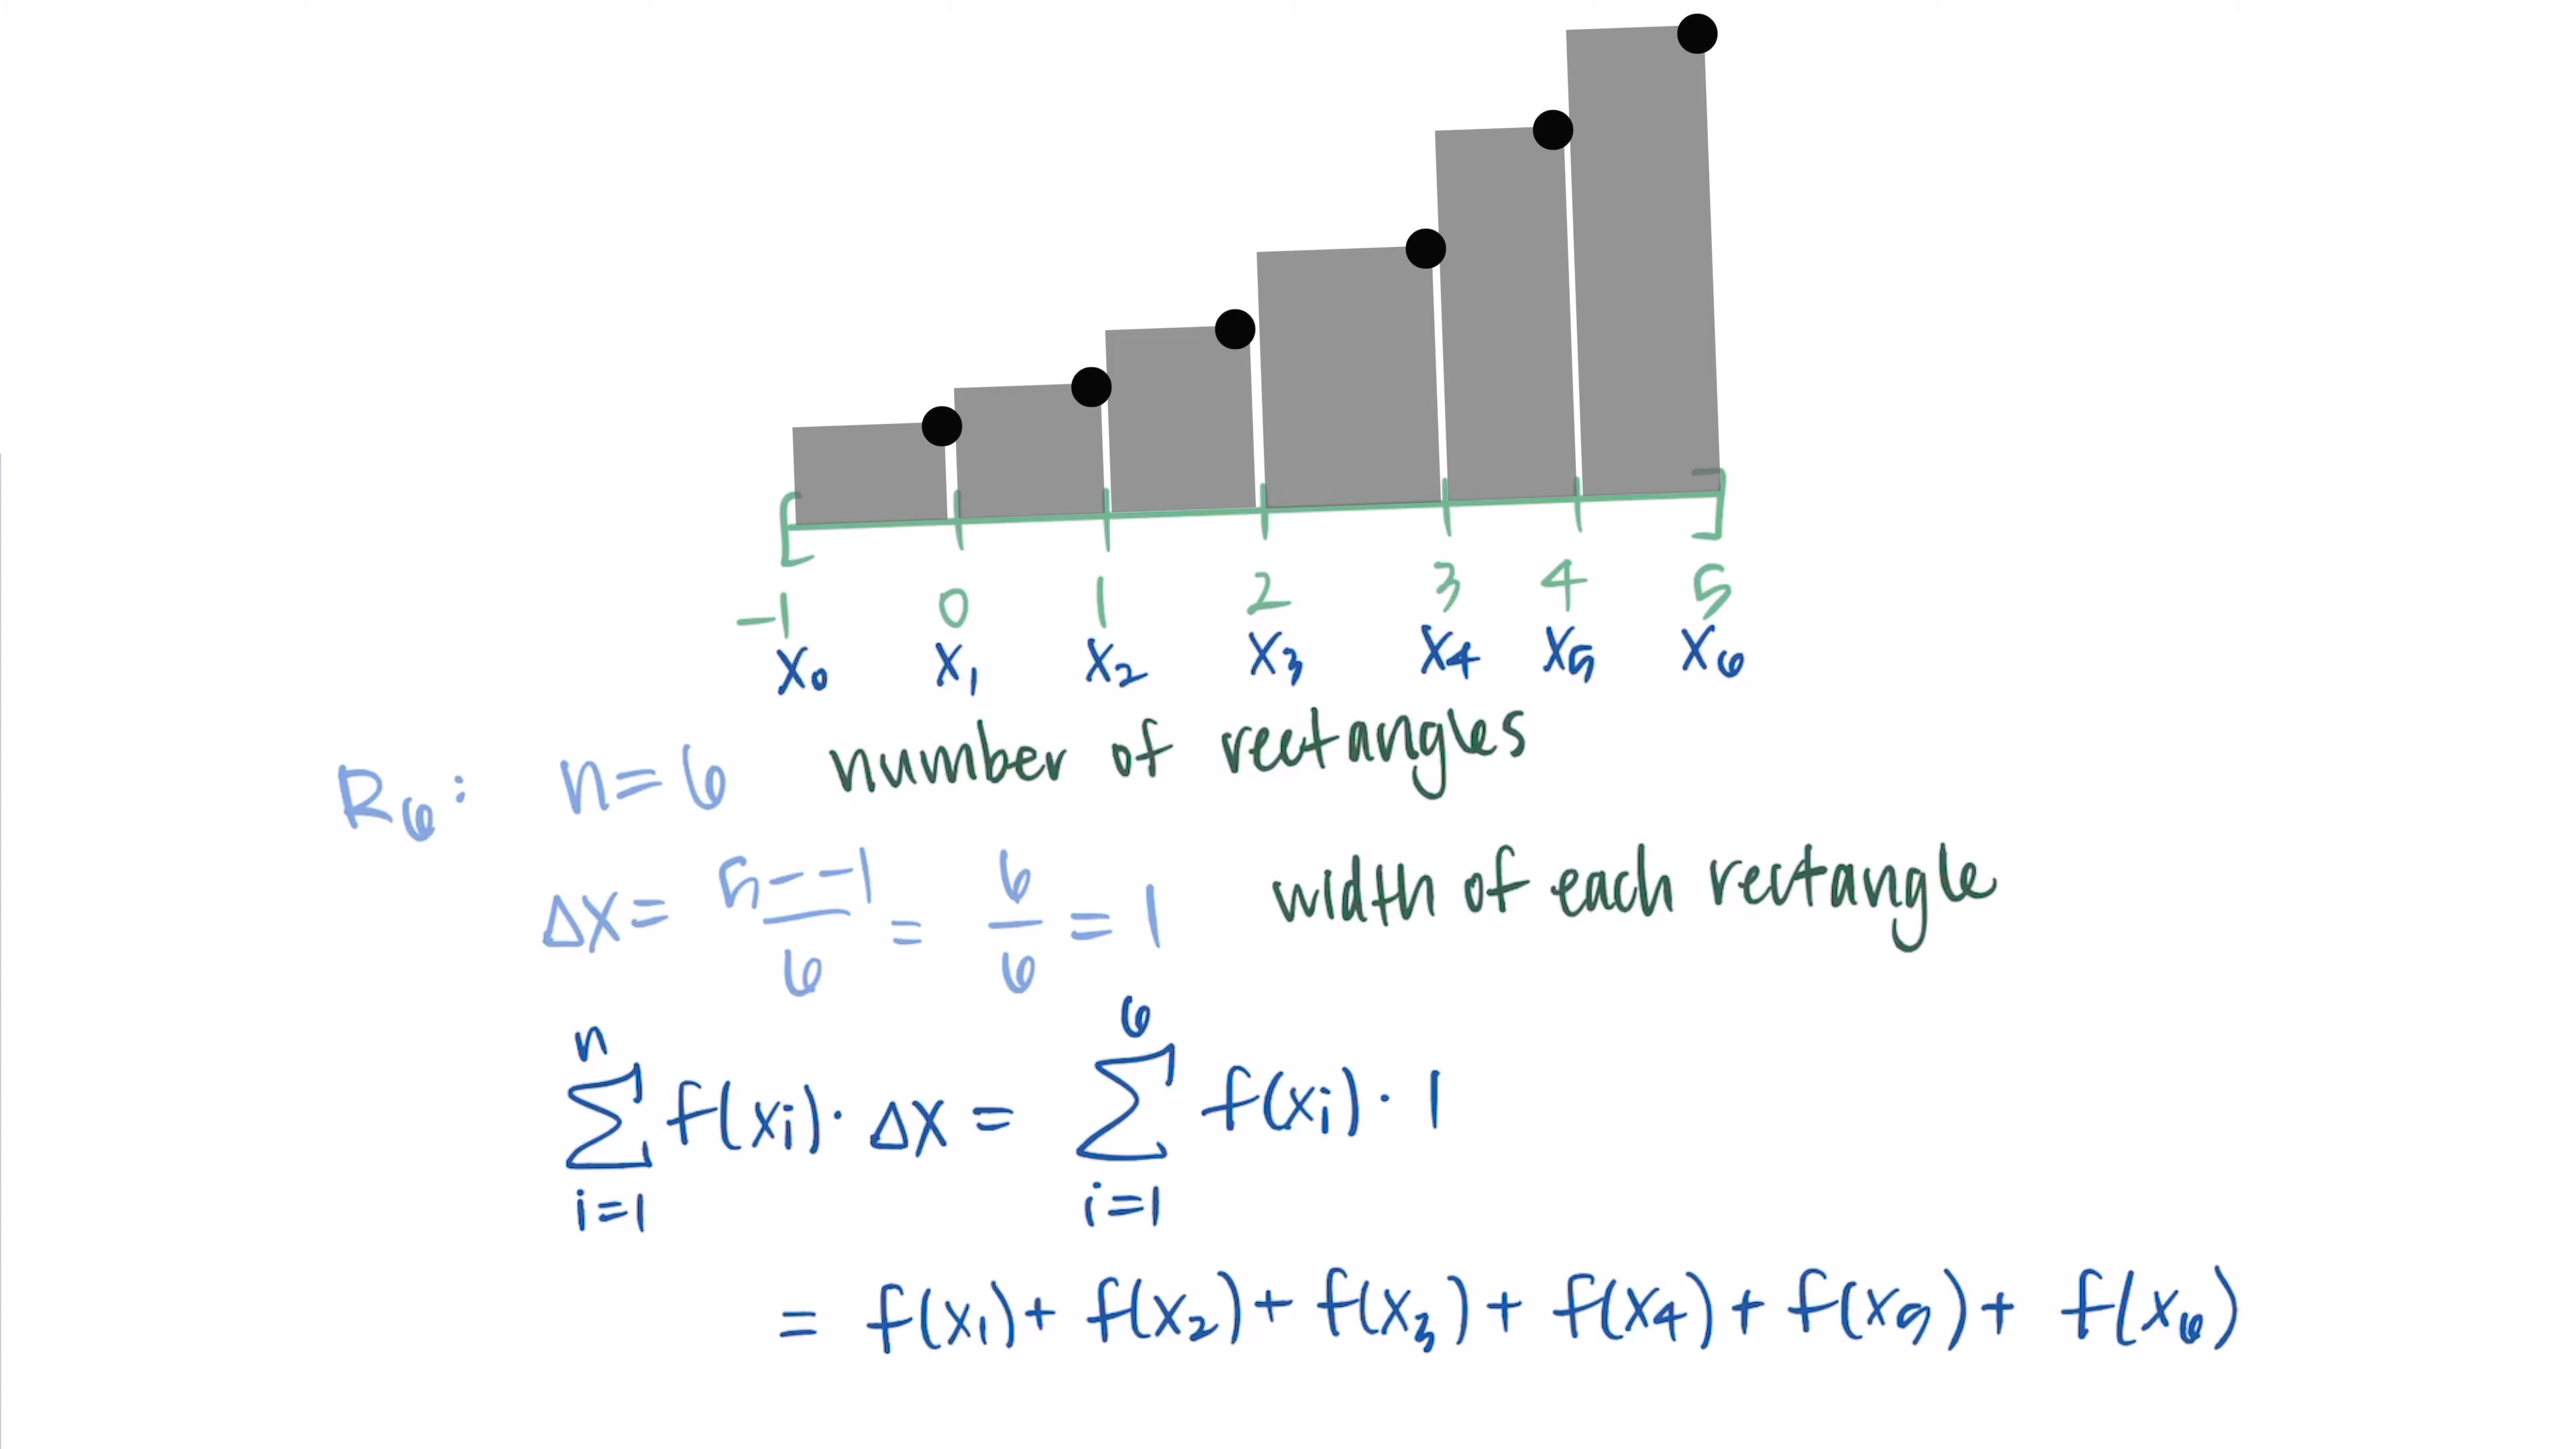 -1 0 1 2 3 4 5
x₀ x₁ x₂ x₃ x₄ x₅ x₆
R₆: n=6 number of rectangles
Δx = (5--1)/6 = 6/6 = 1 width of each rectangle
∑_{i=1}^{n} f(xᵢ)·Δx = ∑_{i=1}^{6} f(xᵢ)·1
= f(x₁)+ f(x₂)+ f(x₃)+ f(x₄)+ f(x₅)+ f(x₆)